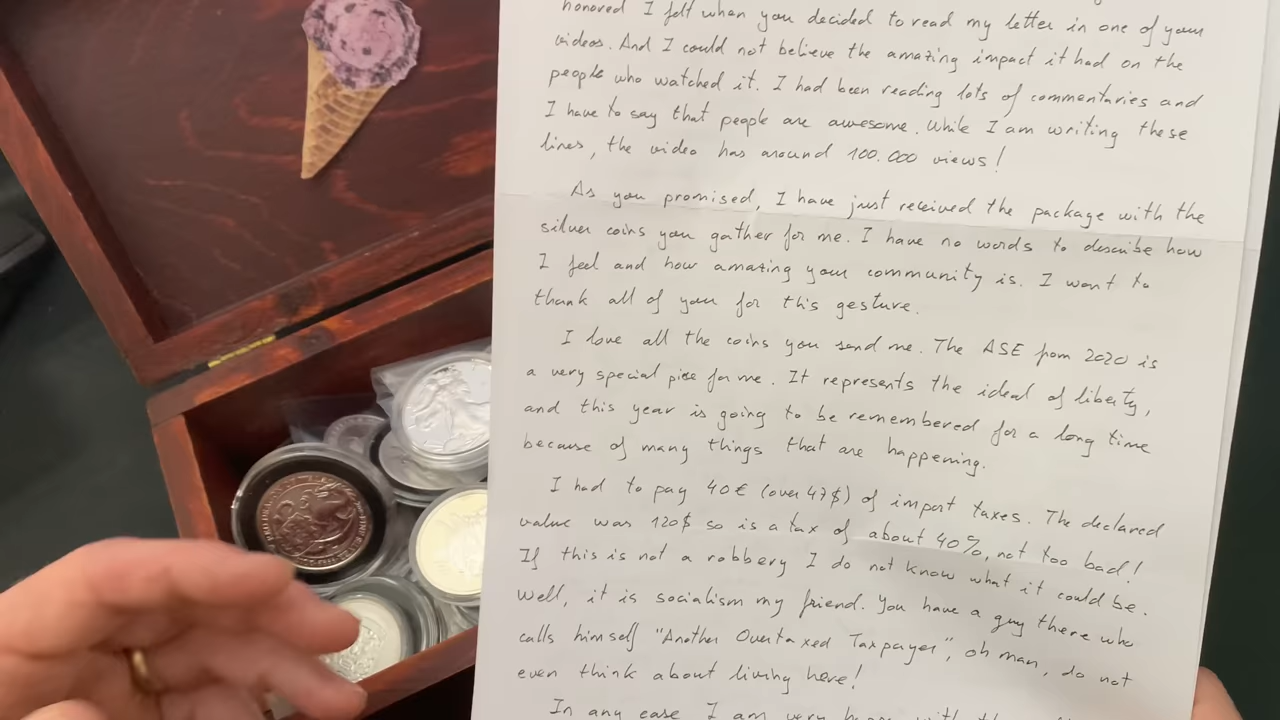 honored I felt when you decided to read my letter in one of your
videos. And I could not believe the amazing impact it had on the
people who watched it. I had been reading lots of commentaries and
I have to say that people are awesome. While I am writing these
lines, the video has around 100.000 views!
As you promised, I have just received the package with the
silver coins you gather for me. I have no words to describe how
I feel and how amazing your community is. I want to
thank all of you for this gesture.
I love all the coins you send me. The ASE from 2020 is
a very special piece for me. It represents the ideal of liberty,
and this year is going to be remembered for a long time
because of many things that are happening.
I had to pay 40€ (over 47$) of import taxes. The declared
value was 120$ so is a tax of about 40%, not too bad!
If this is not a robbery I do not know what it could be.
Well, it is socialism my friend. You have a guy there who
calls himself "Another Overtaxed Taxpayer", oh man, do not
even think about living here!
In any case I am very